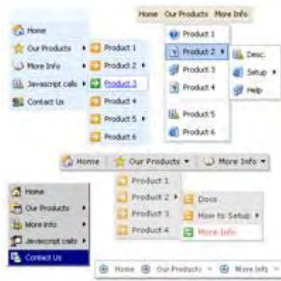 Home Our Products More Info
Home
Our Products
More Info
Javascript calls
Contact Us
Product 1
Product 2
Product 3
Product 4
Product 5
Product 6
Product 1
Product 2
Product 3
Product 4
Product 5
Product 6
Desc.
Setup
Help
Home Our Products More Info
Product 1
Product 2
Product 3
Product 4
Docs
How to Setup
More Info
Home
Our Products
More Info
Javascript calls
Contact Us
Home Our Products More Info